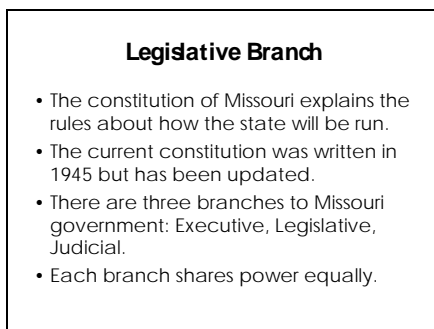 Legislative Branch
• The constitution of Missouri explains the
rules about how the state will be run.
• The current constitution was written in
1945 but has been updated.
• There are three branches to Missouri
government: Executive, Legislative,
Judicial.
• Each branch shares power equally.